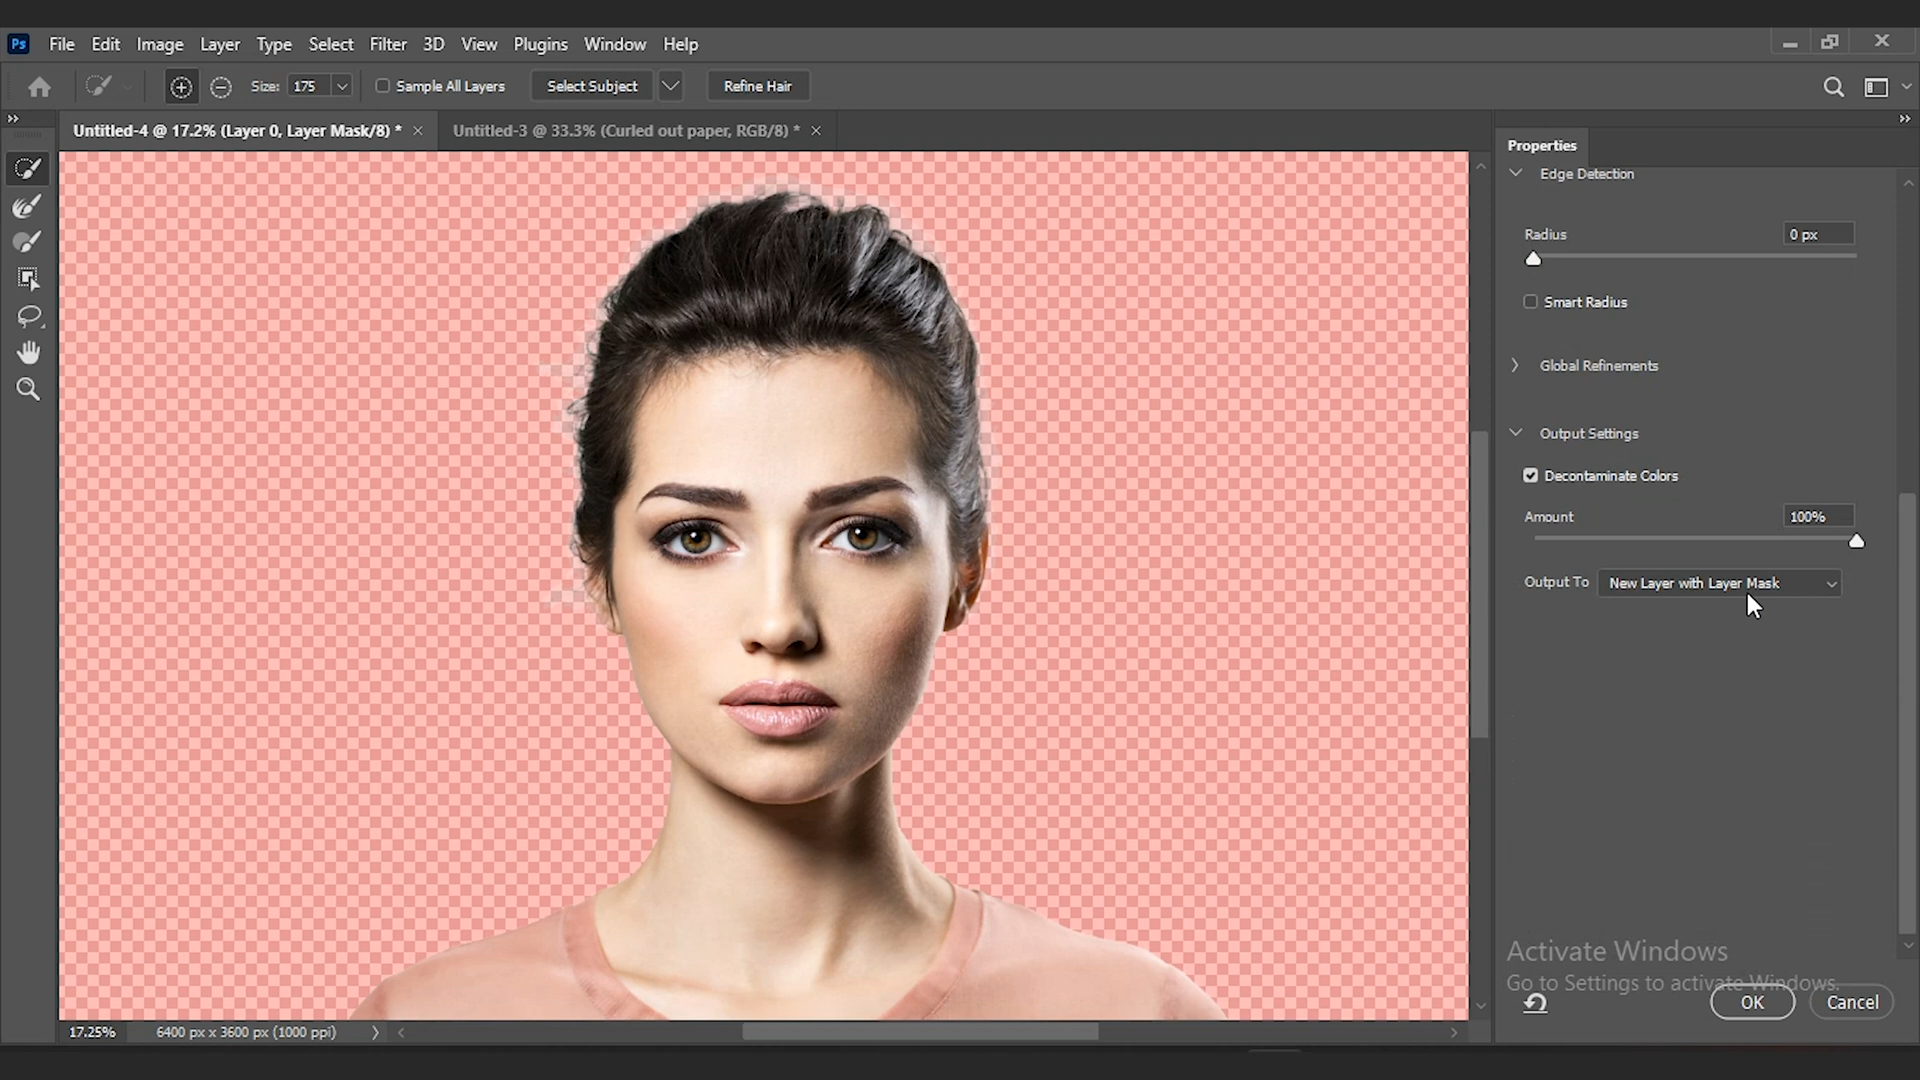 Ps File Edit Image Layer Type Select Filter 3D View Plugins Window Help
Size: 175 Sample All Layers Select Subject Refine Hair
Untitled-4 @ 17.2% (Layer 0, Layer Mask/8) * Untitled-3 @ 33.3% (Curled out paper, RGB/8) *
Properties
Edge Detection
Radius 0 px
Smart Radius
Global Refinements
Output Settings
Decontaminate Colors
Amount 100%
Output To New Layer with Layer Mask
Activate Windows
Go to Settings to activate Windows.
OK Cancel
17.25% 6400 px x 3600 px (1000 ppi)